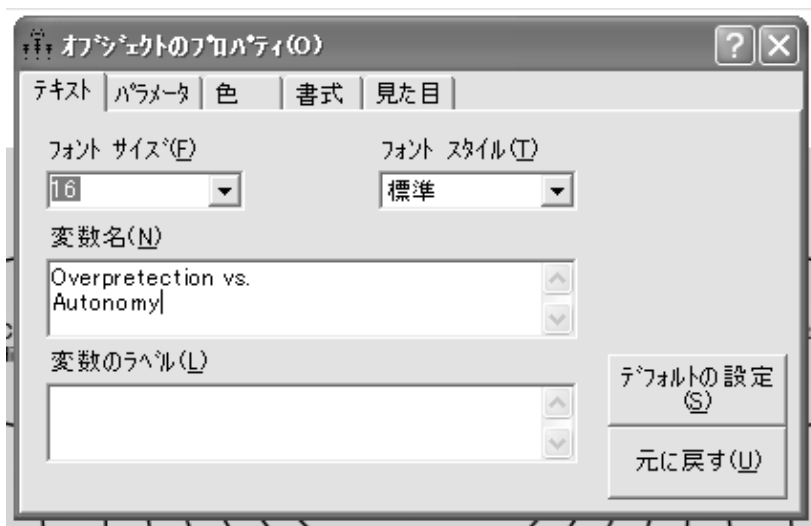 オブジェクトのプロパティ(O)
テキスト パラメータ 色 書式 見た目
フォント サイズ(F) フォント スタイル(T)
16 標準
変数名(N)
Overpretection vs.
Autonomy
変数のラベル(L)
デフォルトの設定
(S)
元に戻す(U)